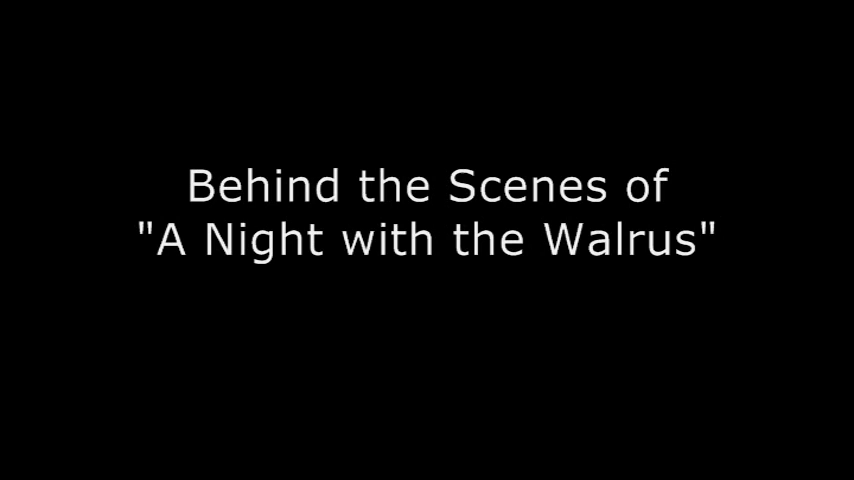 Behind the Scenes of
"A Night with the Walrus"